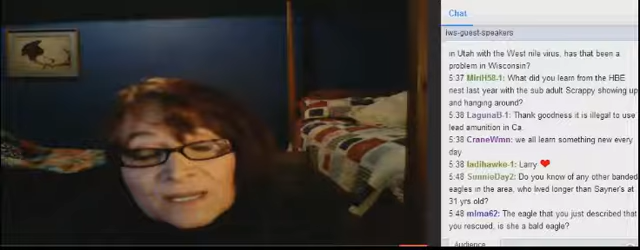 Chat
iws-guest-speakers
in Utah with the West nile virus, has that been a
problem in Wisconsin?
5:37 MiriH58-1: What did you learn from the HBE
nest last year with the sub adult Scrappy showing up
and hanging around?
5:38 LagunaB-1: Thank goodness it is illegal to use
lead amunition in Ca.
5:38 CraneWmn: we all learn something new every
day
5:38 ladihawke-1: Larry ❤
5:48 SunnieDay2: Do you know of any other banded
eagles in the area, who lived longer than Sayner's at
31 yrs old?
5:48 mima62: The eagle that you just described that
you rescued, is she a bald eagle?
Audience